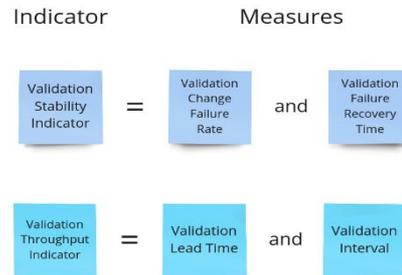 Indicator Measures
Validation
Stability
Indicator
=
Validation
Change
Failure
Rate
and
Validation
Failure
Recovery
Time
Validation
Throughput
Indicator
=
Validation
Lead Time
and
Validation
Interval